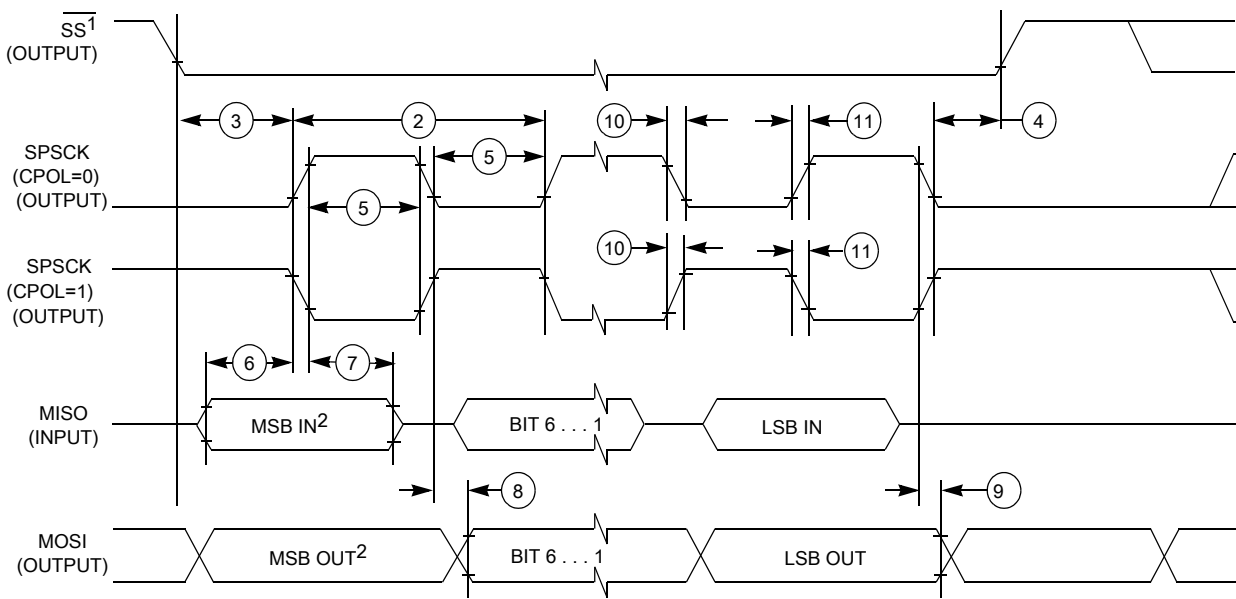 SS1
(OUTPUT)
3
2
10
11
4
SPSCK
(CPOL=0)
(OUTPUT)
5
5
SPSCK
(CPOL=1)
(OUTPUT)
10
11
6
7
MISO
(INPUT)
MSB IN2
BIT 6 . . . 1
LSB IN
8
9
MOSI
(OUTPUT)
MSB OUT2
BIT 6 . . . 1
LSB OUT